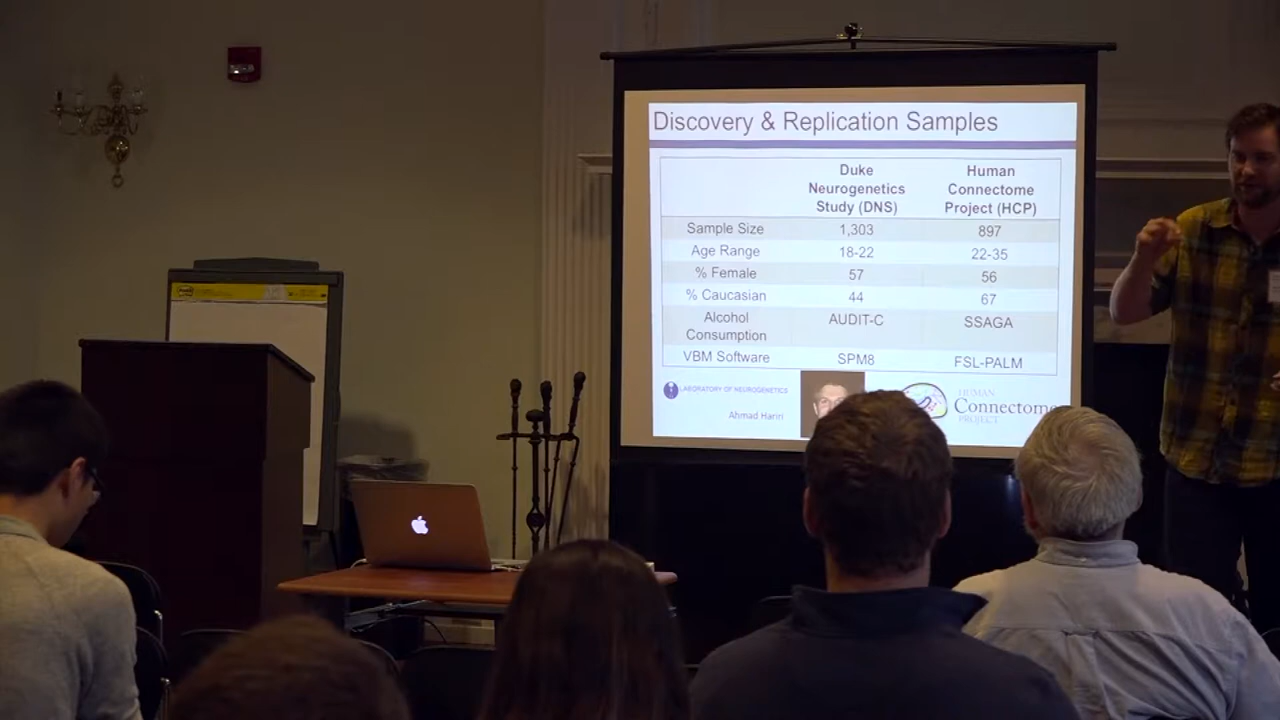 Discovery & Replication Samples
Duke Neurogenetics Study (DNS)
Human Connectome Project (HCP)
Sample Size 1,303 897
Age Range 18-22 22-35
% Female 57 56
% Caucasian 44 67
Alcohol Consumption AUDIT-C SSAGA
VBM Software SPM8 FSL-PALM
LABORATORY OF NEUROGENETICS
Ahmad Hariri
HUMAN
Connectome
PROJECT